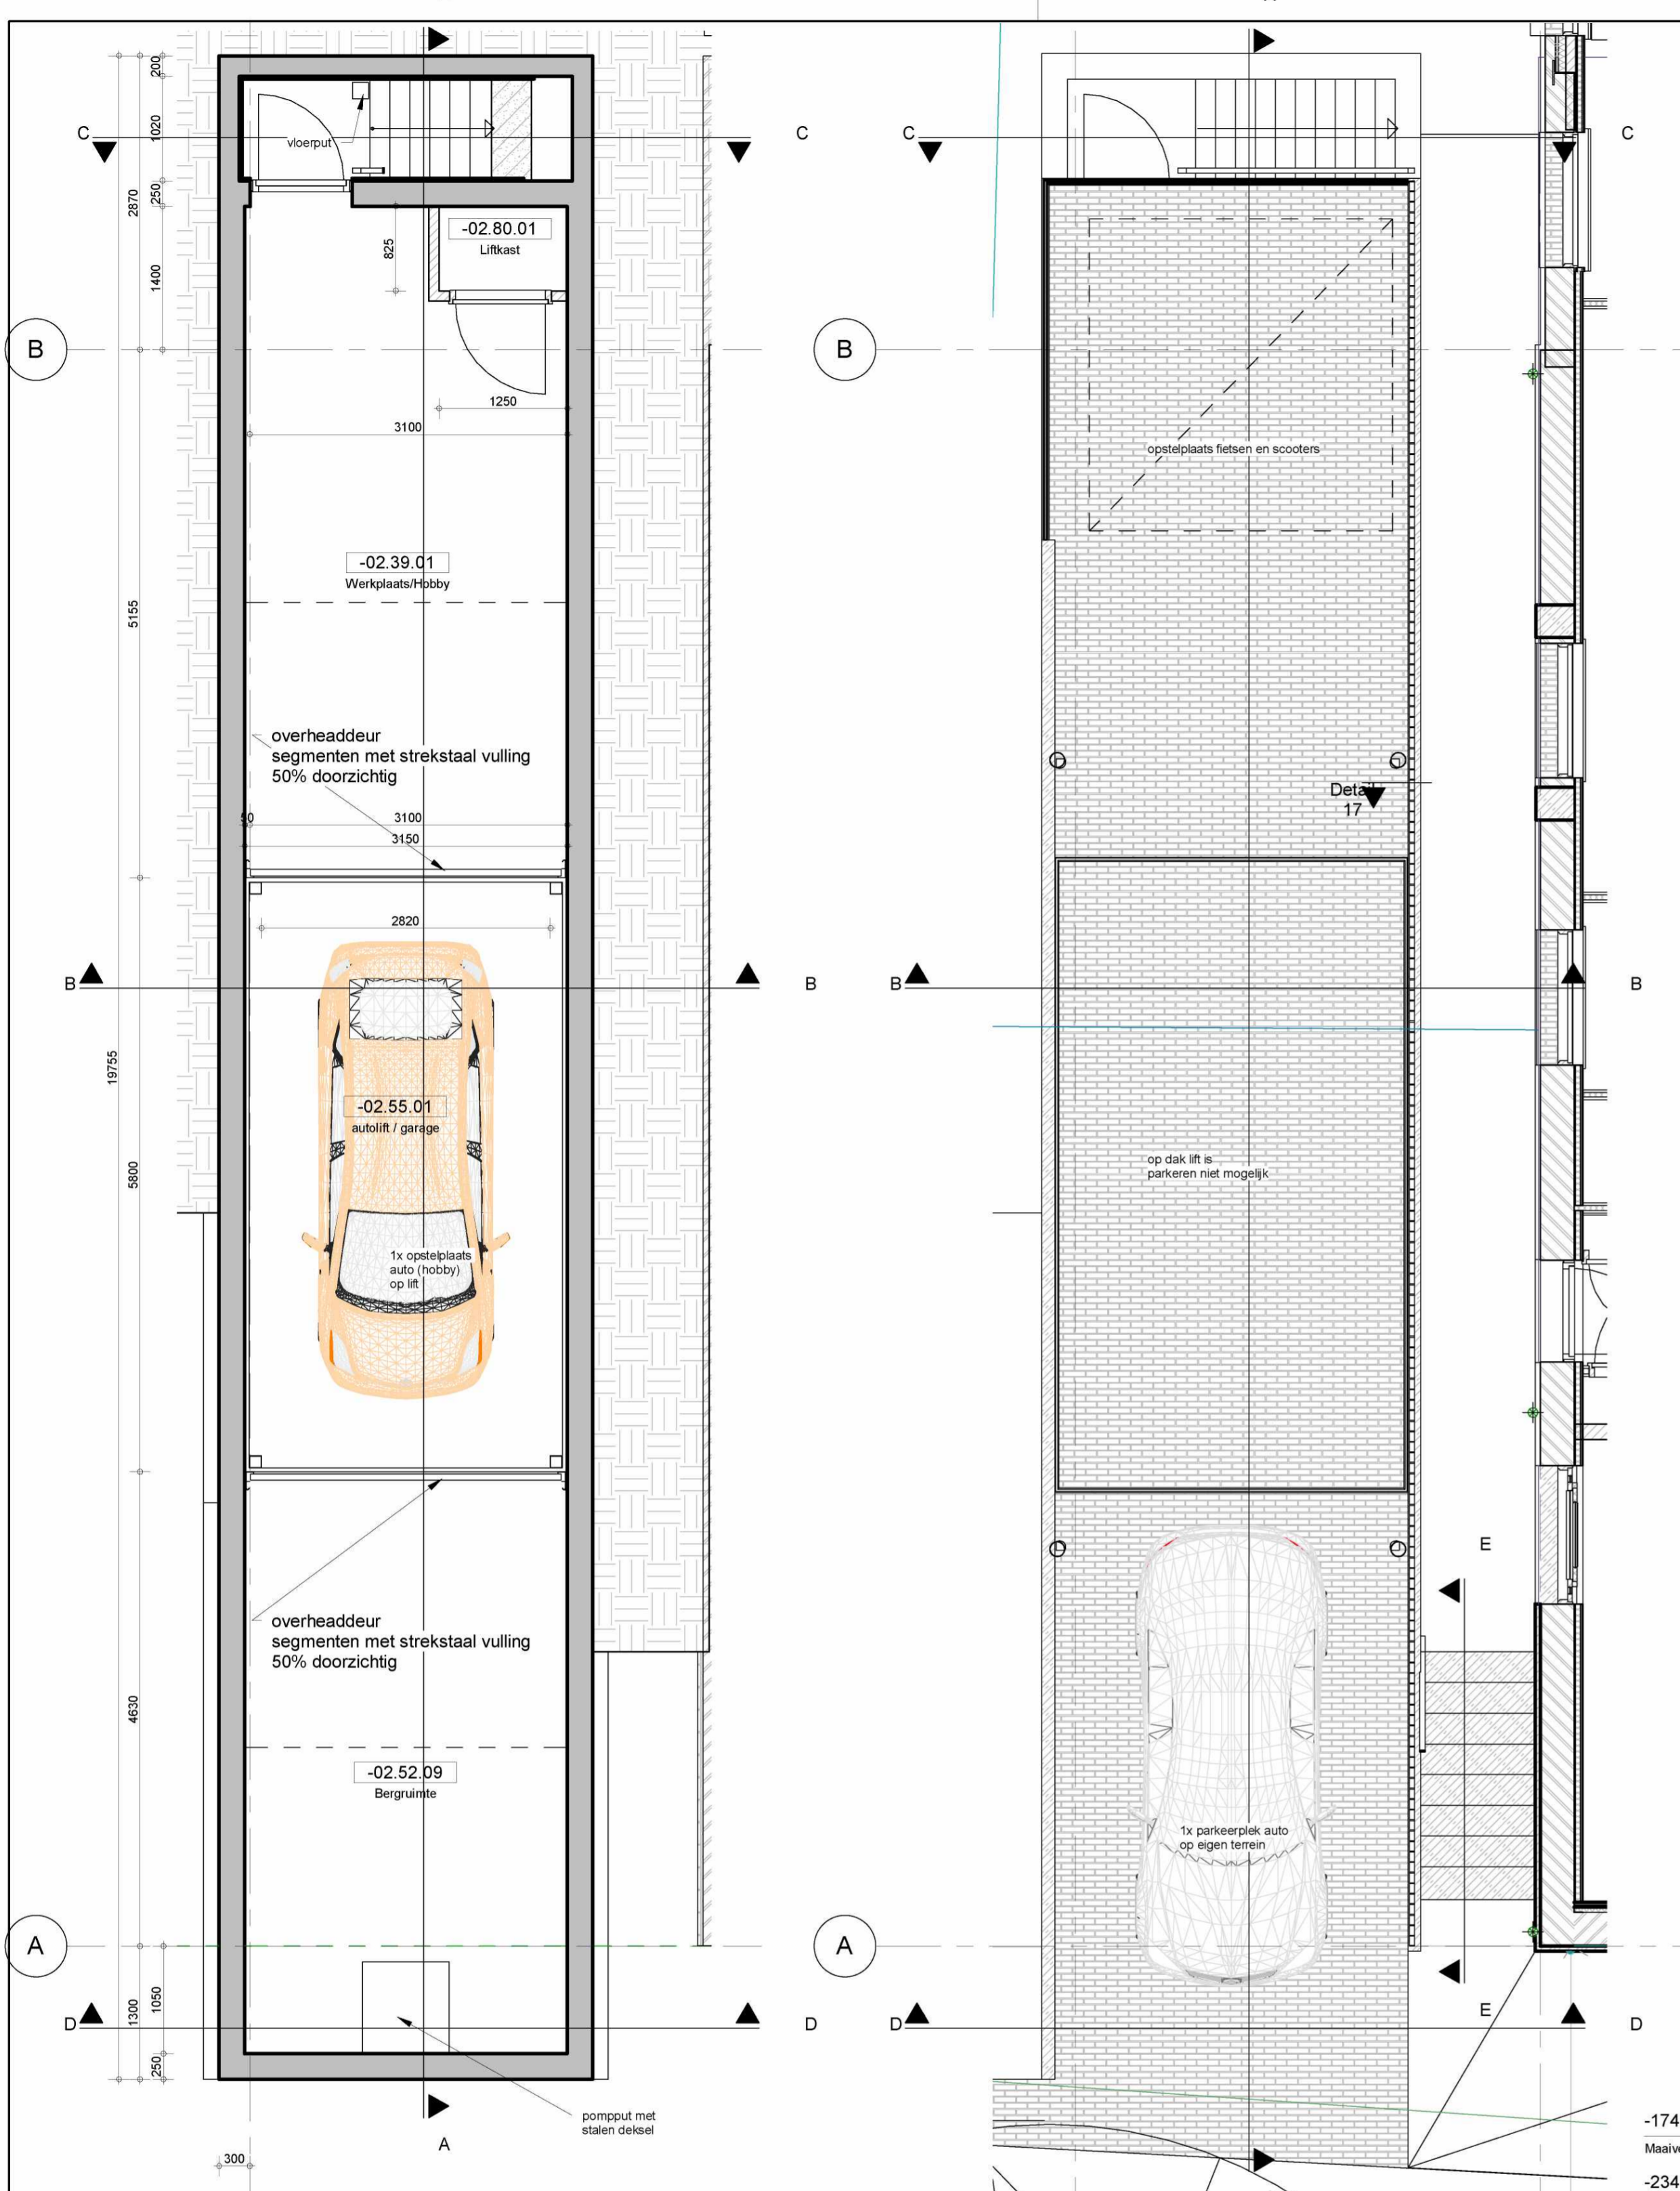 200
C
C
C
C
1020
vloerput
250
2870
-02.80.01
Liftkast
825
1400
B
B
1250
3100
opstelplaats fietsen en scooters
-02.39.01
Werkplaats/Hobby
5155
overheaddeur
segmenten met strekstaal vulling
50% doorzichtig
Detail
17
50
3100
3150
2820
B
B
B
B
19755
-02.55.01
autolift / garage
5800
op dak lift is
parkeren niet mogelijk
1x opstelplaats
auto (hobby)
op lift
E
overheaddeur
segmenten met strekstaal vulling
50% doorzichtig
4630
-02.52.09
Bergruimte
1x parkeerplek auto
op eigen terrein
A
A
1300
1050
E
D
D
D
D
250
pompput met
stalen deksel
A
300
-174
Maaive
-234